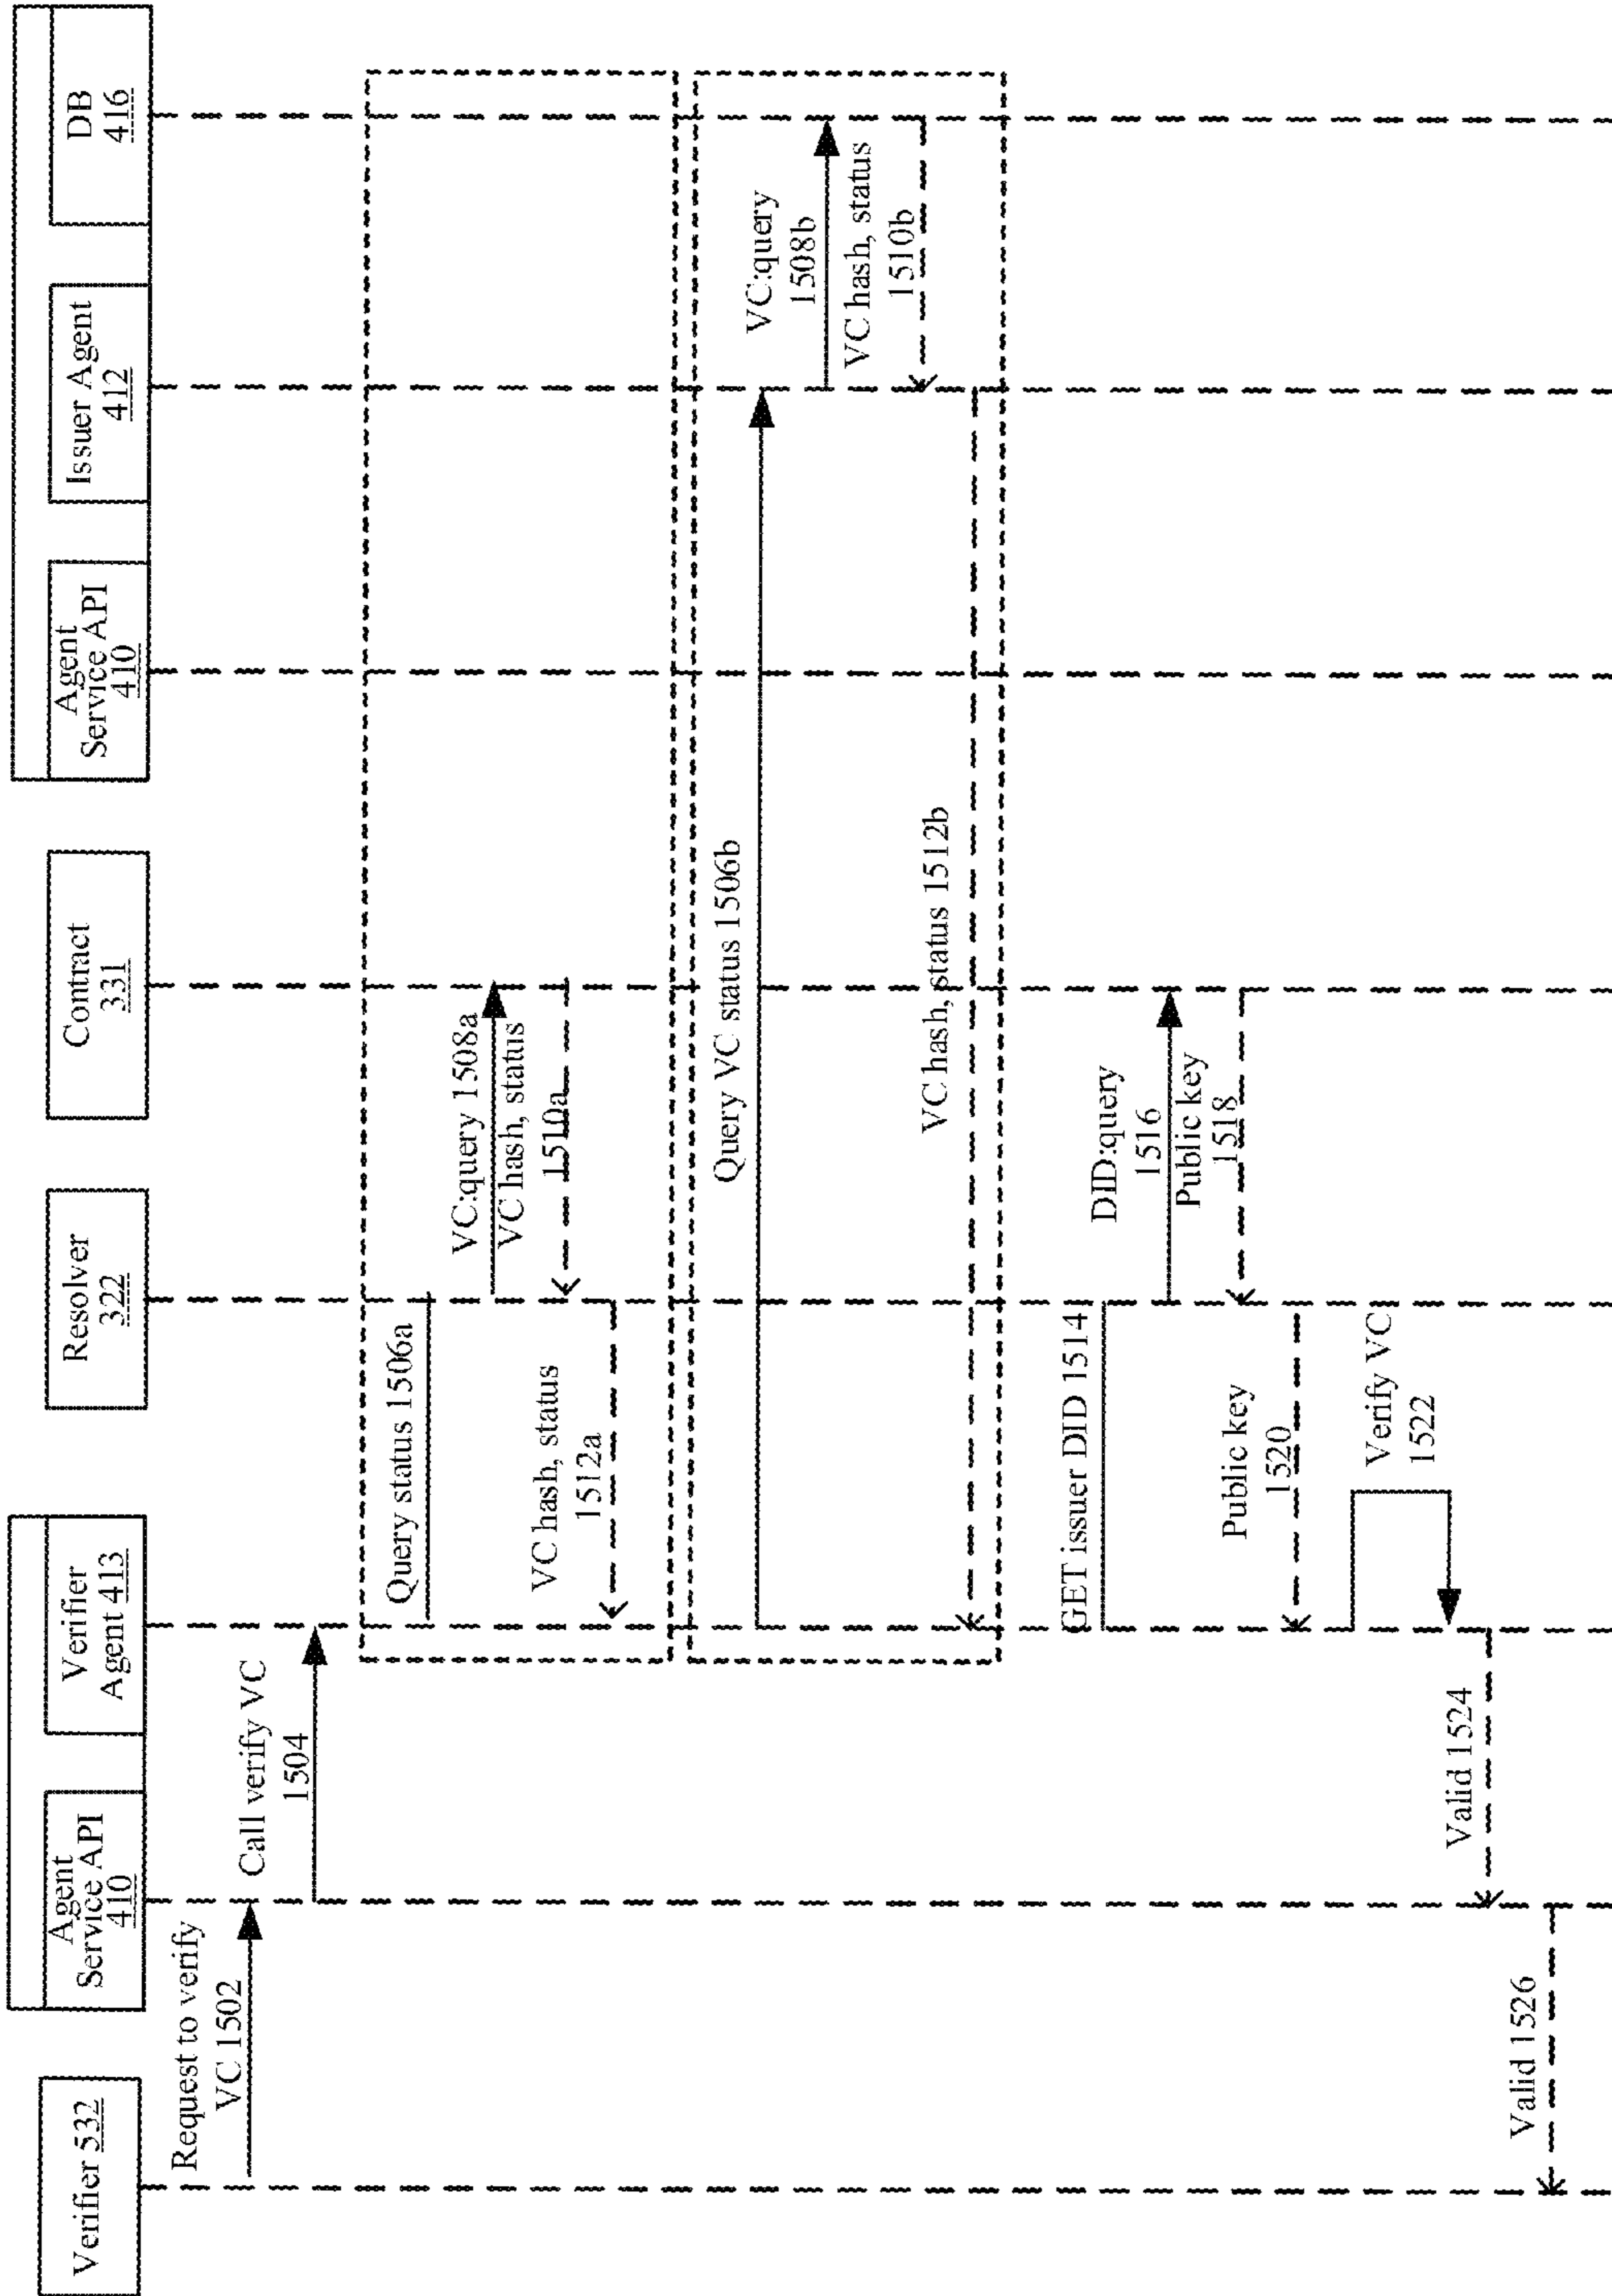 Verifier 532
Agent
Service API
410
Verifier
Agent 413
Resolver
322
Contract
331
Agent
Service API
410
Issuer Agent
412
DB
416
Request to verify
VC 1502
Call verify VC
1504
Query status 1506a
VC:query 1508a
VC hash, status
1510a
VC hash, status
1512a
Query VC status 1506b
VC:query
1508b
VC hash, status
1510b
VC hash, status 1512b
GET issuer DID 1514
DID:query
1516
Public key
1518
Public key
1520
Verify VC
1522
Valid 1524
Valid 1526